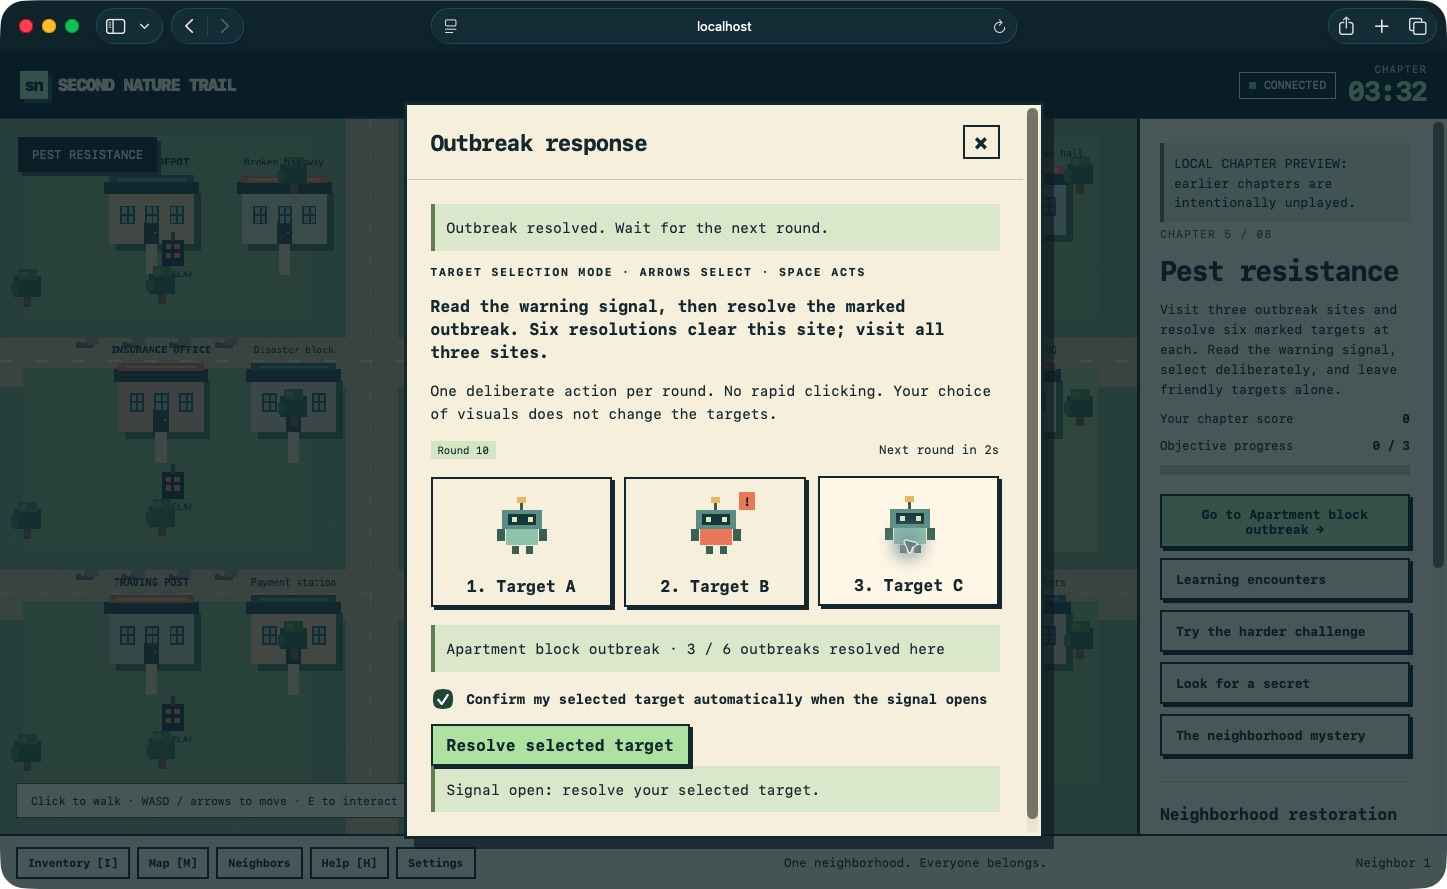 localhost
sn SECOND NATURE TRAIL
CONNECTED
CHAPTER
03:32
PEST RESISTANCE
DEPOT
Broken highway
INSURANCE OFFICE
Disaster block
TRADING POST
Payment station
Click to walk · WASD / arrows to move · E to interact
Outbreak response
×
Outbreak resolved. Wait for the next round.
TARGET SELECTION MODE · ARROWS SELECT · SPACE ACTS
Read the warning signal, then resolve the marked
outbreak. Six resolutions clear this site; visit all
three sites.
One deliberate action per round. No rapid clicking. Your choice
of visuals does not change the targets.
Round 10
Next round in 2s
!
1. Target A
2. Target B
3. Target C
Apartment block outbreak · 3 / 6 outbreaks resolved here
Confirm my selected target automatically when the signal opens
Resolve selected target
Signal open: resolve your selected target.
hall
LOCAL CHAPTER PREVIEW:
earlier chapters are
intentionally unplayed.
CHAPTER 5 / 08
Pest resistance
Visit three outbreak sites and
resolve six marked targets at
each. Read the warning signal,
select deliberately, and leave
friendly targets alone.
Your chapter score 0
Objective progress 0 / 3
Go to Apartment block
outbreak →
Learning encounters
Try the harder challenge
Look for a secret
The neighborhood mystery
Neighborhood restoration
Inventory [I]
Map [M]
Neighbors
Help [H]
Settings
One neighborhood. Everyone belongs.
Neighbor 1